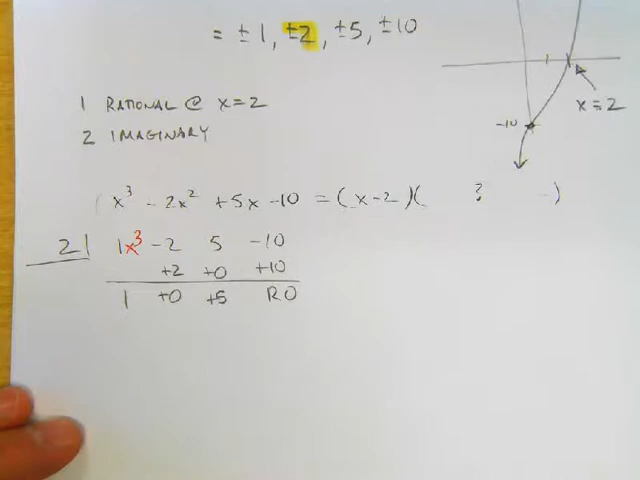 = ±1, ±2, ±5, ±10
x=2
-10
1 RATIONAL @ x=2
2 IMAGINARY
(x³ - 2x² +5x -10 = (x-2)( ? )
2| 1x³ -2 5 -10
+2 +0 +10
1 +0 +5 R0